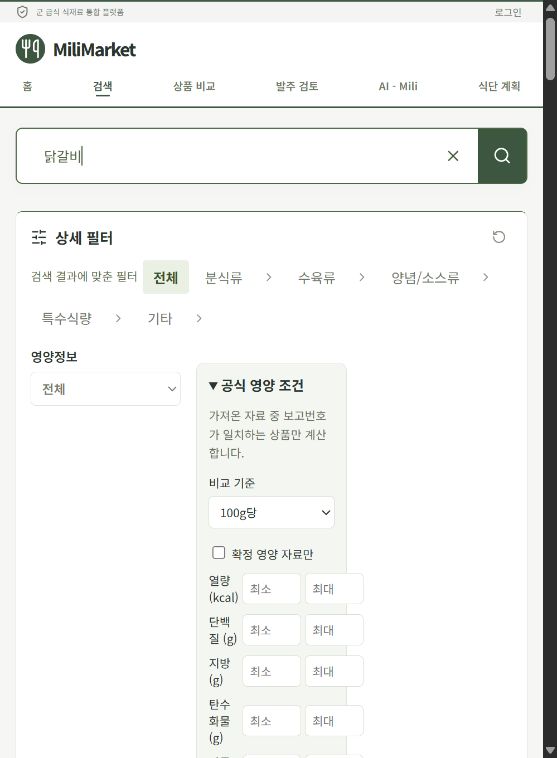 군 급식 식재료 통합 플랫폼
로그인
MiliMarket
홈 검색 상품 비교 발주 검토 AI - Mili 식단 계획
닭갈비
상세 필터
검색 결과에 맞춘 필터 전체 분식류 수육류 양념/소스류
특수식량 기타
영양정보
전체
▼공식 영양 조건
가져온 자료 중 보고번호
가 일치하는 상품만 계산
합니다.
비교 기준
100g당
확정 영양 자료만
열량
(kcal)
최소 최대
단백
질 (g)
최소 최대
지방
(g)
최소 최대
탄수
화물
(g)
최소 최대